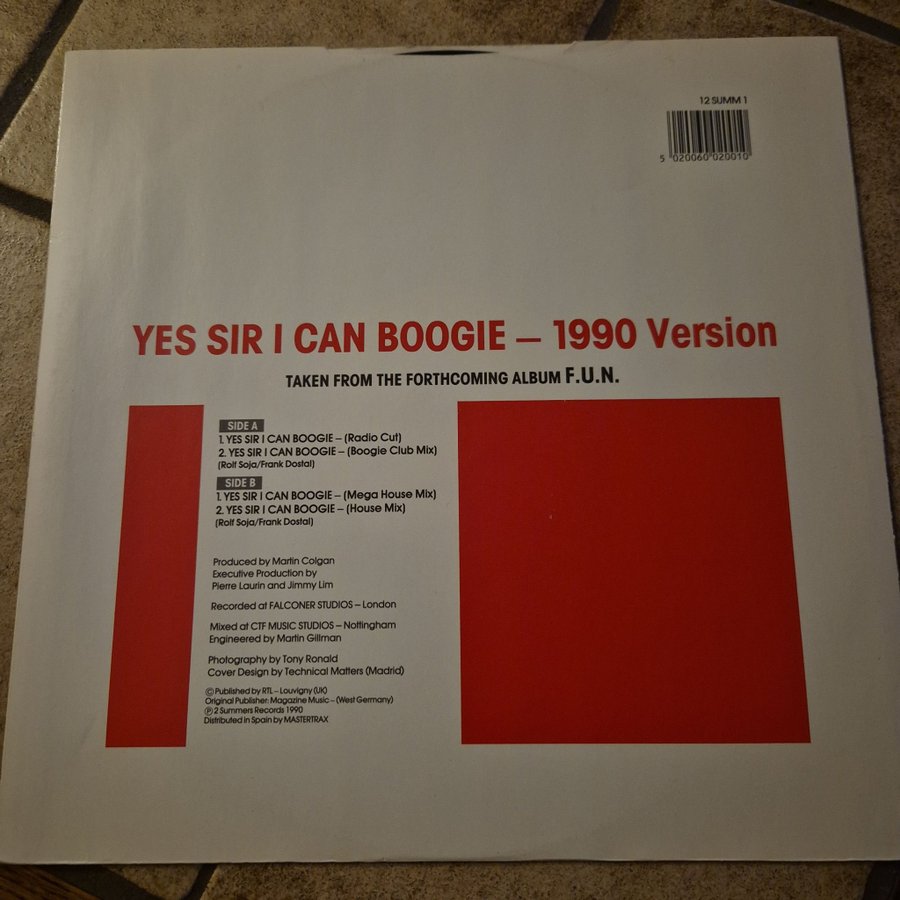 12 SUMM 1
5 020060 020010
YES SIR I CAN BOOGIE – 1990 Version
TAKEN FROM THE FORTHCOMING ALBUM F.U.N.
SIDE A
1. YES SIR I CAN BOOGIE – (Radio Cut)
2. YES SIR I CAN BOOGIE – (Boogie Club Mix)
(Rolf Soja/Frank Dostal)
SIDE B
1. YES SIR I CAN BOOGIE – (Mega House Mix)
2. YES SIR I CAN BOOGIE – (House Mix)
(Rolf Soja/Frank Dostal)
Produced by Martin Colgan
Executive Production by
Pierre Laurin and Jimmy Lim
Recorded at FALCONER STUDIOS – London
Mixed at CTF MUSIC STUDIOS – Nottingham
Engineered by Martin Gillman
Photography by Tony Ronald
Cover Design by Technical Matters (Madrid)
© Published by RTL – Louvigny (UK)
Original Publisher: Magazine Music – (West Germany)
℗ 2 Summers Records 1990
Distributed in Spain by MASTERTRAX